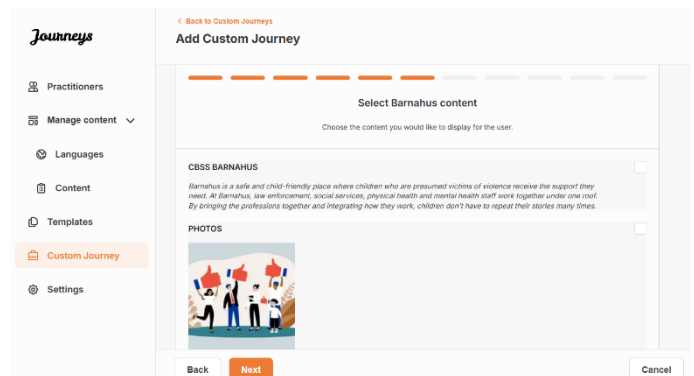 Back to Custom Journeys
Journeys
Add Custom Journey
Practitioners
Manage content
Languages
Content
Templates
Custom Journey
Settings
Select Barnahus content
Choose the content you would like to display for the user.
CBSS BARNAHUS
Barnahus is a safe and child-friendly place where children who are presumed victims of violence receive the support they
need. At Barnahus, law enforcement, social services, physical health and mental health staff work together under one roof.
By bringing the professions together and integrating how they work, children don't have to repeat their stories many times.
PHOTOS
Back
Next
Cancel